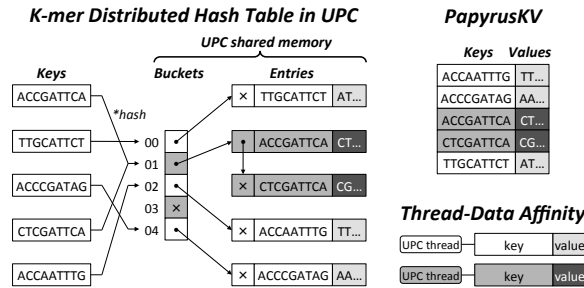 K-mer Distributed Hash Table in UPC
UPC shared memory
Keys
Buckets
Entries
*hash
ACCGATTCA
TTGCATTCT
ACCCGATAG
CTCGATTCA
ACCAATTTG
00
01
02
03
×
04
× TTGCATTCT AT...
ACCGATTCA CT...
× CTCGATTCA CG...
× ACCAATTTG TT...
× ACCCGATAG AA...
PapyrusKV
Keys Values
ACCAATTTG TT...
ACCCGATAG AA...
ACCGATTCA CT...
CTCGATTCA CG...
TTGCATTCT AT...
Thread-Data Affinity
UPC thread key value
UPC thread key value